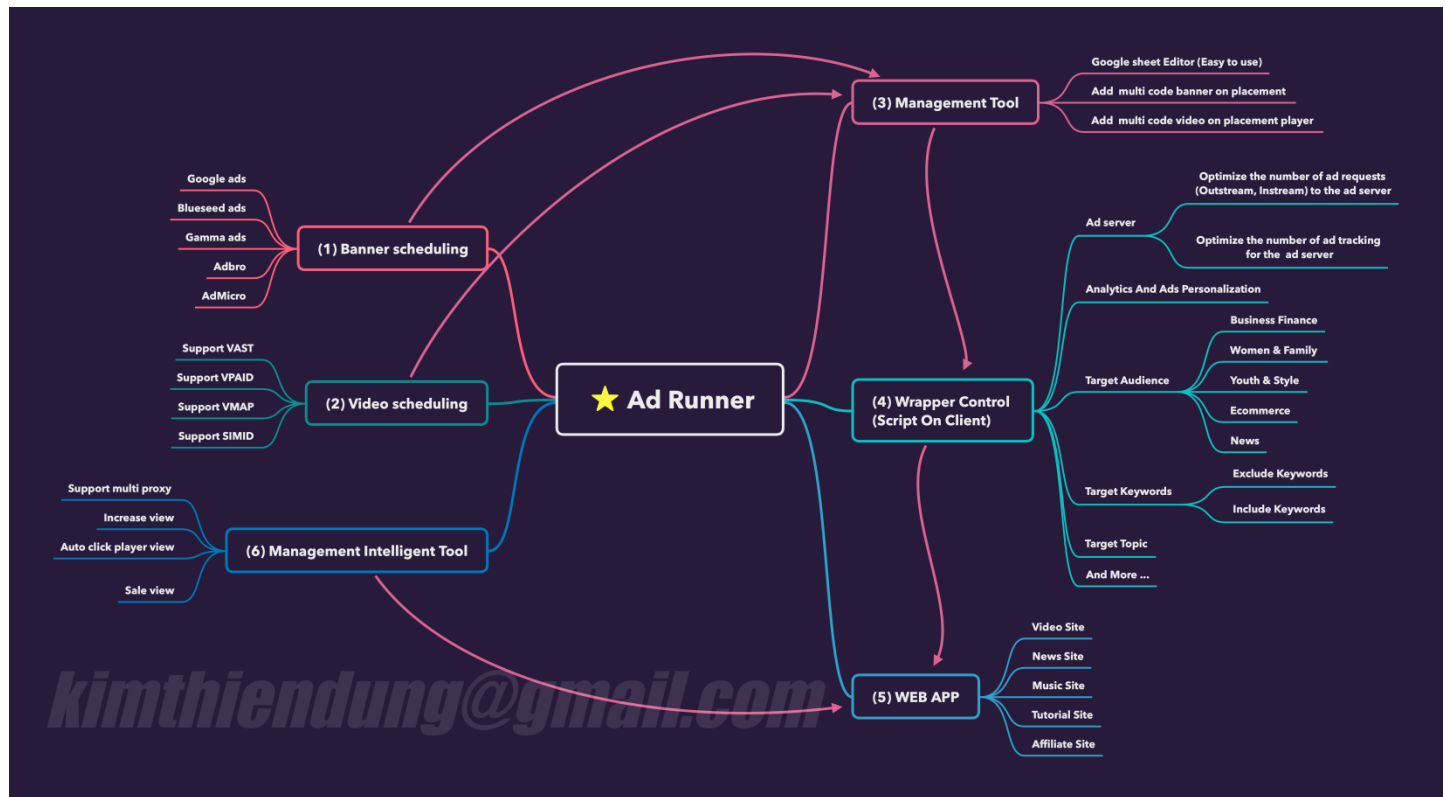 Google sheet Editor (Easy to use)
(3) Management Tool
Add multi code banner on placement
Add multi code video on placement player
Google ads
Blueseed ads
Gamma ads
Adbro
AdMicro
(1) Banner scheduling
Optimize the number of ad requests
(Outstream, Instream) to the ad server
Ad server
Optimize the number of ad tracking
for the ad server
Analytics And Ads Personalization
Support VAST
Support VPAID
Support VMAP
Support SIMID
(2) Video scheduling
⭐ Ad Runner
(4) Wrapper Control
(Script On Client)
Target Audience
Business Finance
Women & Family
Youth & Style
Ecommerce
News
Target Keywords
Exclude Keywords
Include Keywords
Target Topic
And More ...
Support multi proxy
Increase view
Auto click player view
Sale view
(6) Management Intelligent Tool
(5) WEB APP
Video Site
News Site
Music Site
Tutorial Site
Affiliate Site
kimthiendung@gmail.com